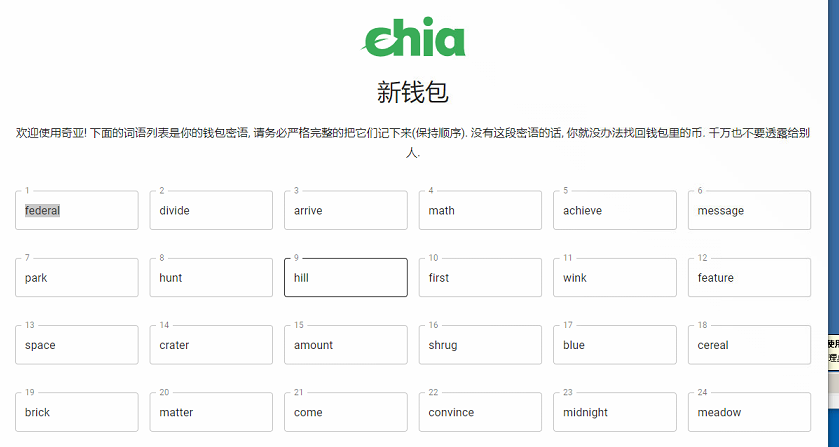 chia
新钱包
欢迎使用奇亚! 下面的词语列表是你的钱包密语, 请务必严格完整的把它们记下来(保持顺序). 没有这段密语的话, 你就没办法找回钱包里的币. 千万也不要透露给别
人.
1 2 3 4 5 6
federal divide arrive math achieve message
7 8 9 10 11 12
park hunt hill first wink feature
13 14 15 16 17 18
space crater amount shrug blue cereal
19 20 21 22 23 24
brick matter come convince midnight meadow